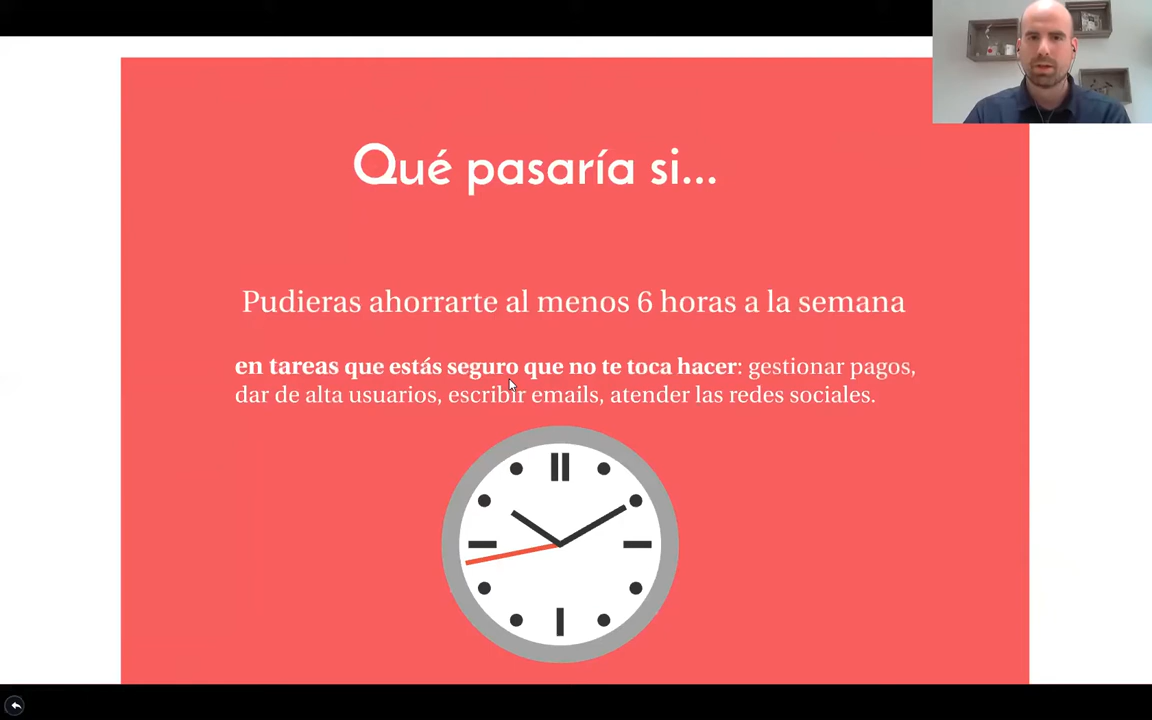 Qué pasaría si...
Pudieras ahorrarte al menos 6 horas a la semana
en tareas que estás seguro que no te toca hacer: gestionar pagos,
dar de alta usuarios, escribir emails, atender las redes sociales.